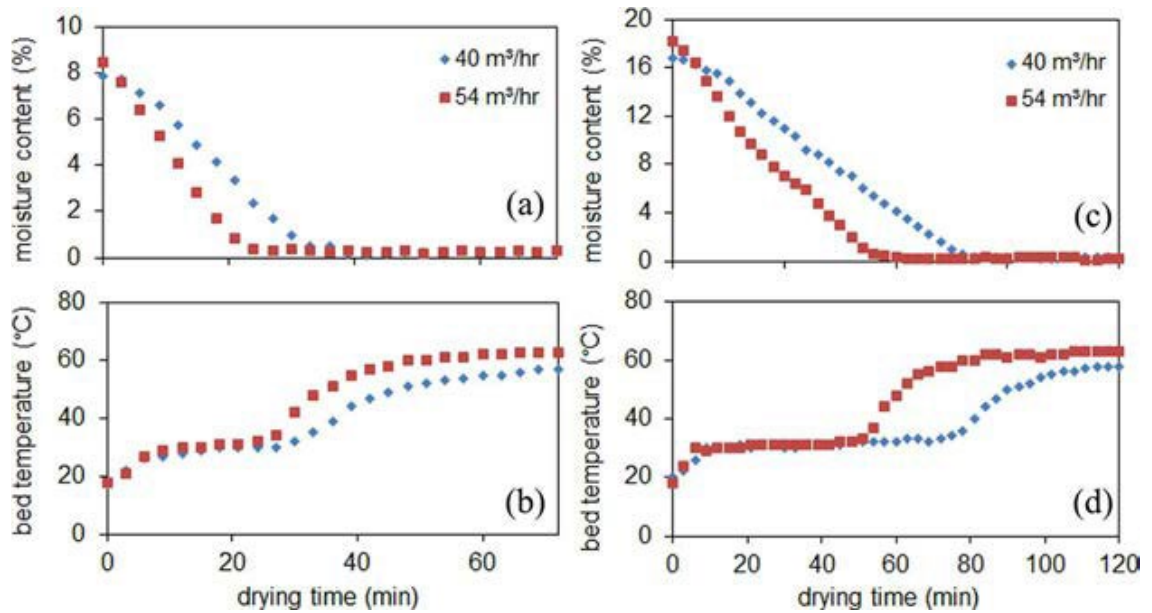 10
8
6
4
2
0
moisture content (%)
40 m³/hr
54 m³/hr
(a)
20
16
12
8
4
0
moisture content (%)
40 m³/hr
54 m³/hr
(c)
80
60
40
20
0
bed temperature (°C)
(b)
0 20 40 60
drying time (min)
80
60
40
20
0
bed temperature (°C)
(d)
0 20 40 60 80 100 120
drying time (min)